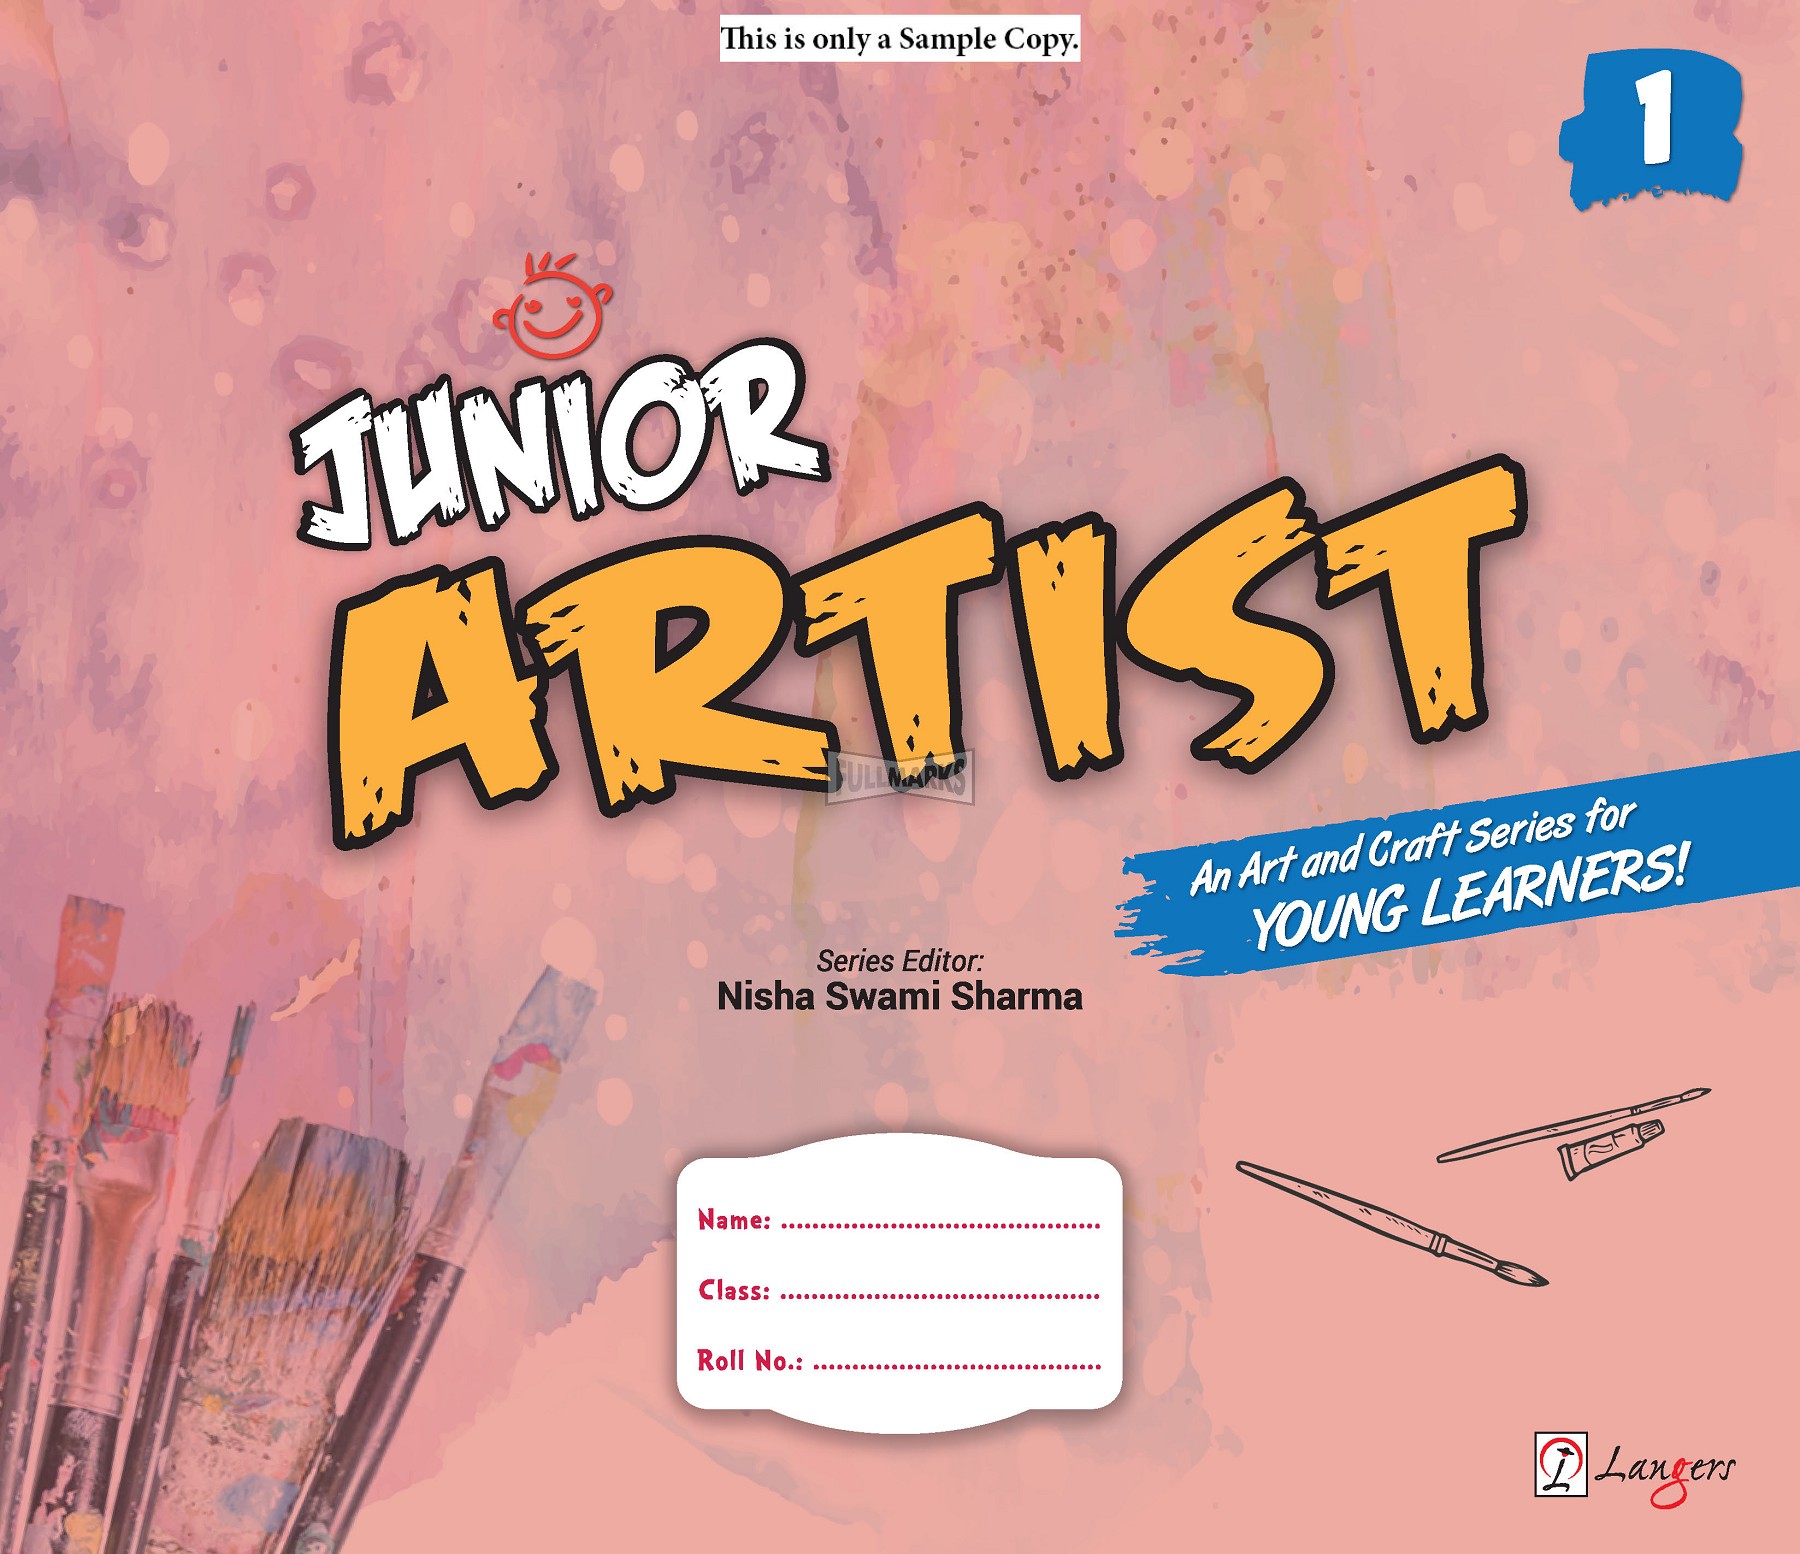 This is only a Sample Copy.
1
JUNIOR
ARTIST
FULLMARKS
An Art and Craft Series for
YOUNG LEARNERS!
Series Editor:
Nisha Swami Sharma
Name: ..........................................
Class: ..........................................
Roll No.: ......................................
Langers